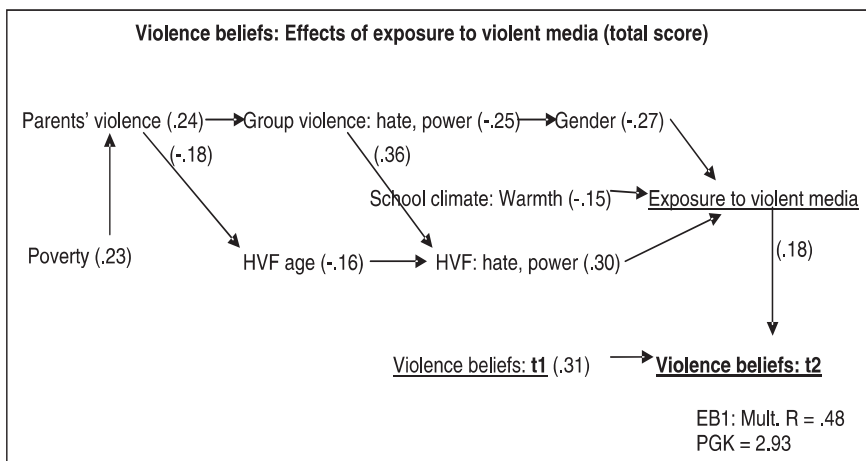 Violence beliefs: Effects of exposure to violent media (total score)
Parents' violence (.24) Group violence: hate, power (-.25) Gender (-.27)
(-.18) (.36)
School climate: Warmth (-.15) Exposure to violent media
Poverty (.23) HVF age (-.16) HVF: hate, power (.30) (.18)
Violence beliefs: t1 (.31) Violence beliefs: t2
EB1: Mult. R = .48
PGK = 2.93